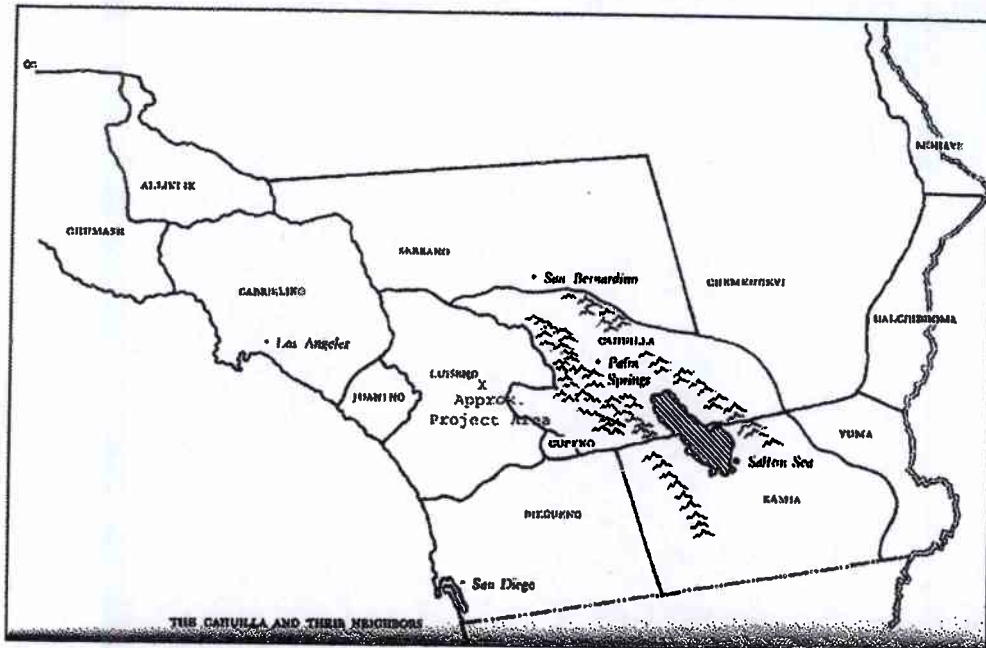 MOHAVE
ALLIKLIK
CHUMASH
SERRANO
San Bernardino
GABRIELINO
CHEMEHUEVI
HALCHIDHOMA
Los Angeles
CAHUILLA
Palm
Springs
LUISENO
X
Approx.
Project Area
JUANENO
CUPENO
YUMA
Salton Sea
KAMIA
DIEGUENO
San Diego
THE CAHUILLA AND THEIR NEIGHBORS